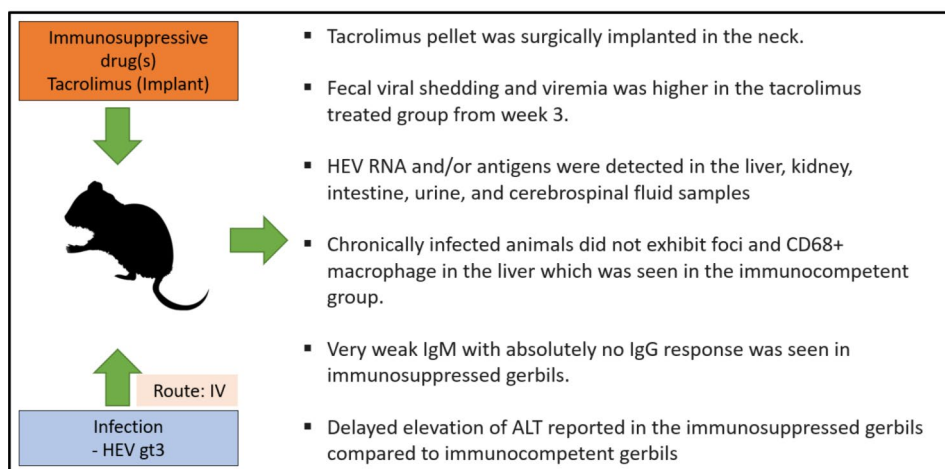 Immunosuppressive
drug(s)
Tacrolimus (Implant)
Route: IV
Infection
- HEV gt3
▪ Tacrolimus pellet was surgically implanted in the neck.
▪ Fecal viral shedding and viremia was higher in the tacrolimus
treated group from week 3.
▪ HEV RNA and/or antigens were detected in the liver, kidney,
intestine, urine, and cerebrospinal fluid samples
▪ Chronically infected animals did not exhibit foci and CD68+
macrophage in the liver which was seen in the immunocompetent
group.
▪ Very weak IgM with absolutely no IgG response was seen in
immunosuppressed gerbils.
▪ Delayed elevation of ALT reported in the immunosuppressed gerbils
compared to immunocompetent gerbils